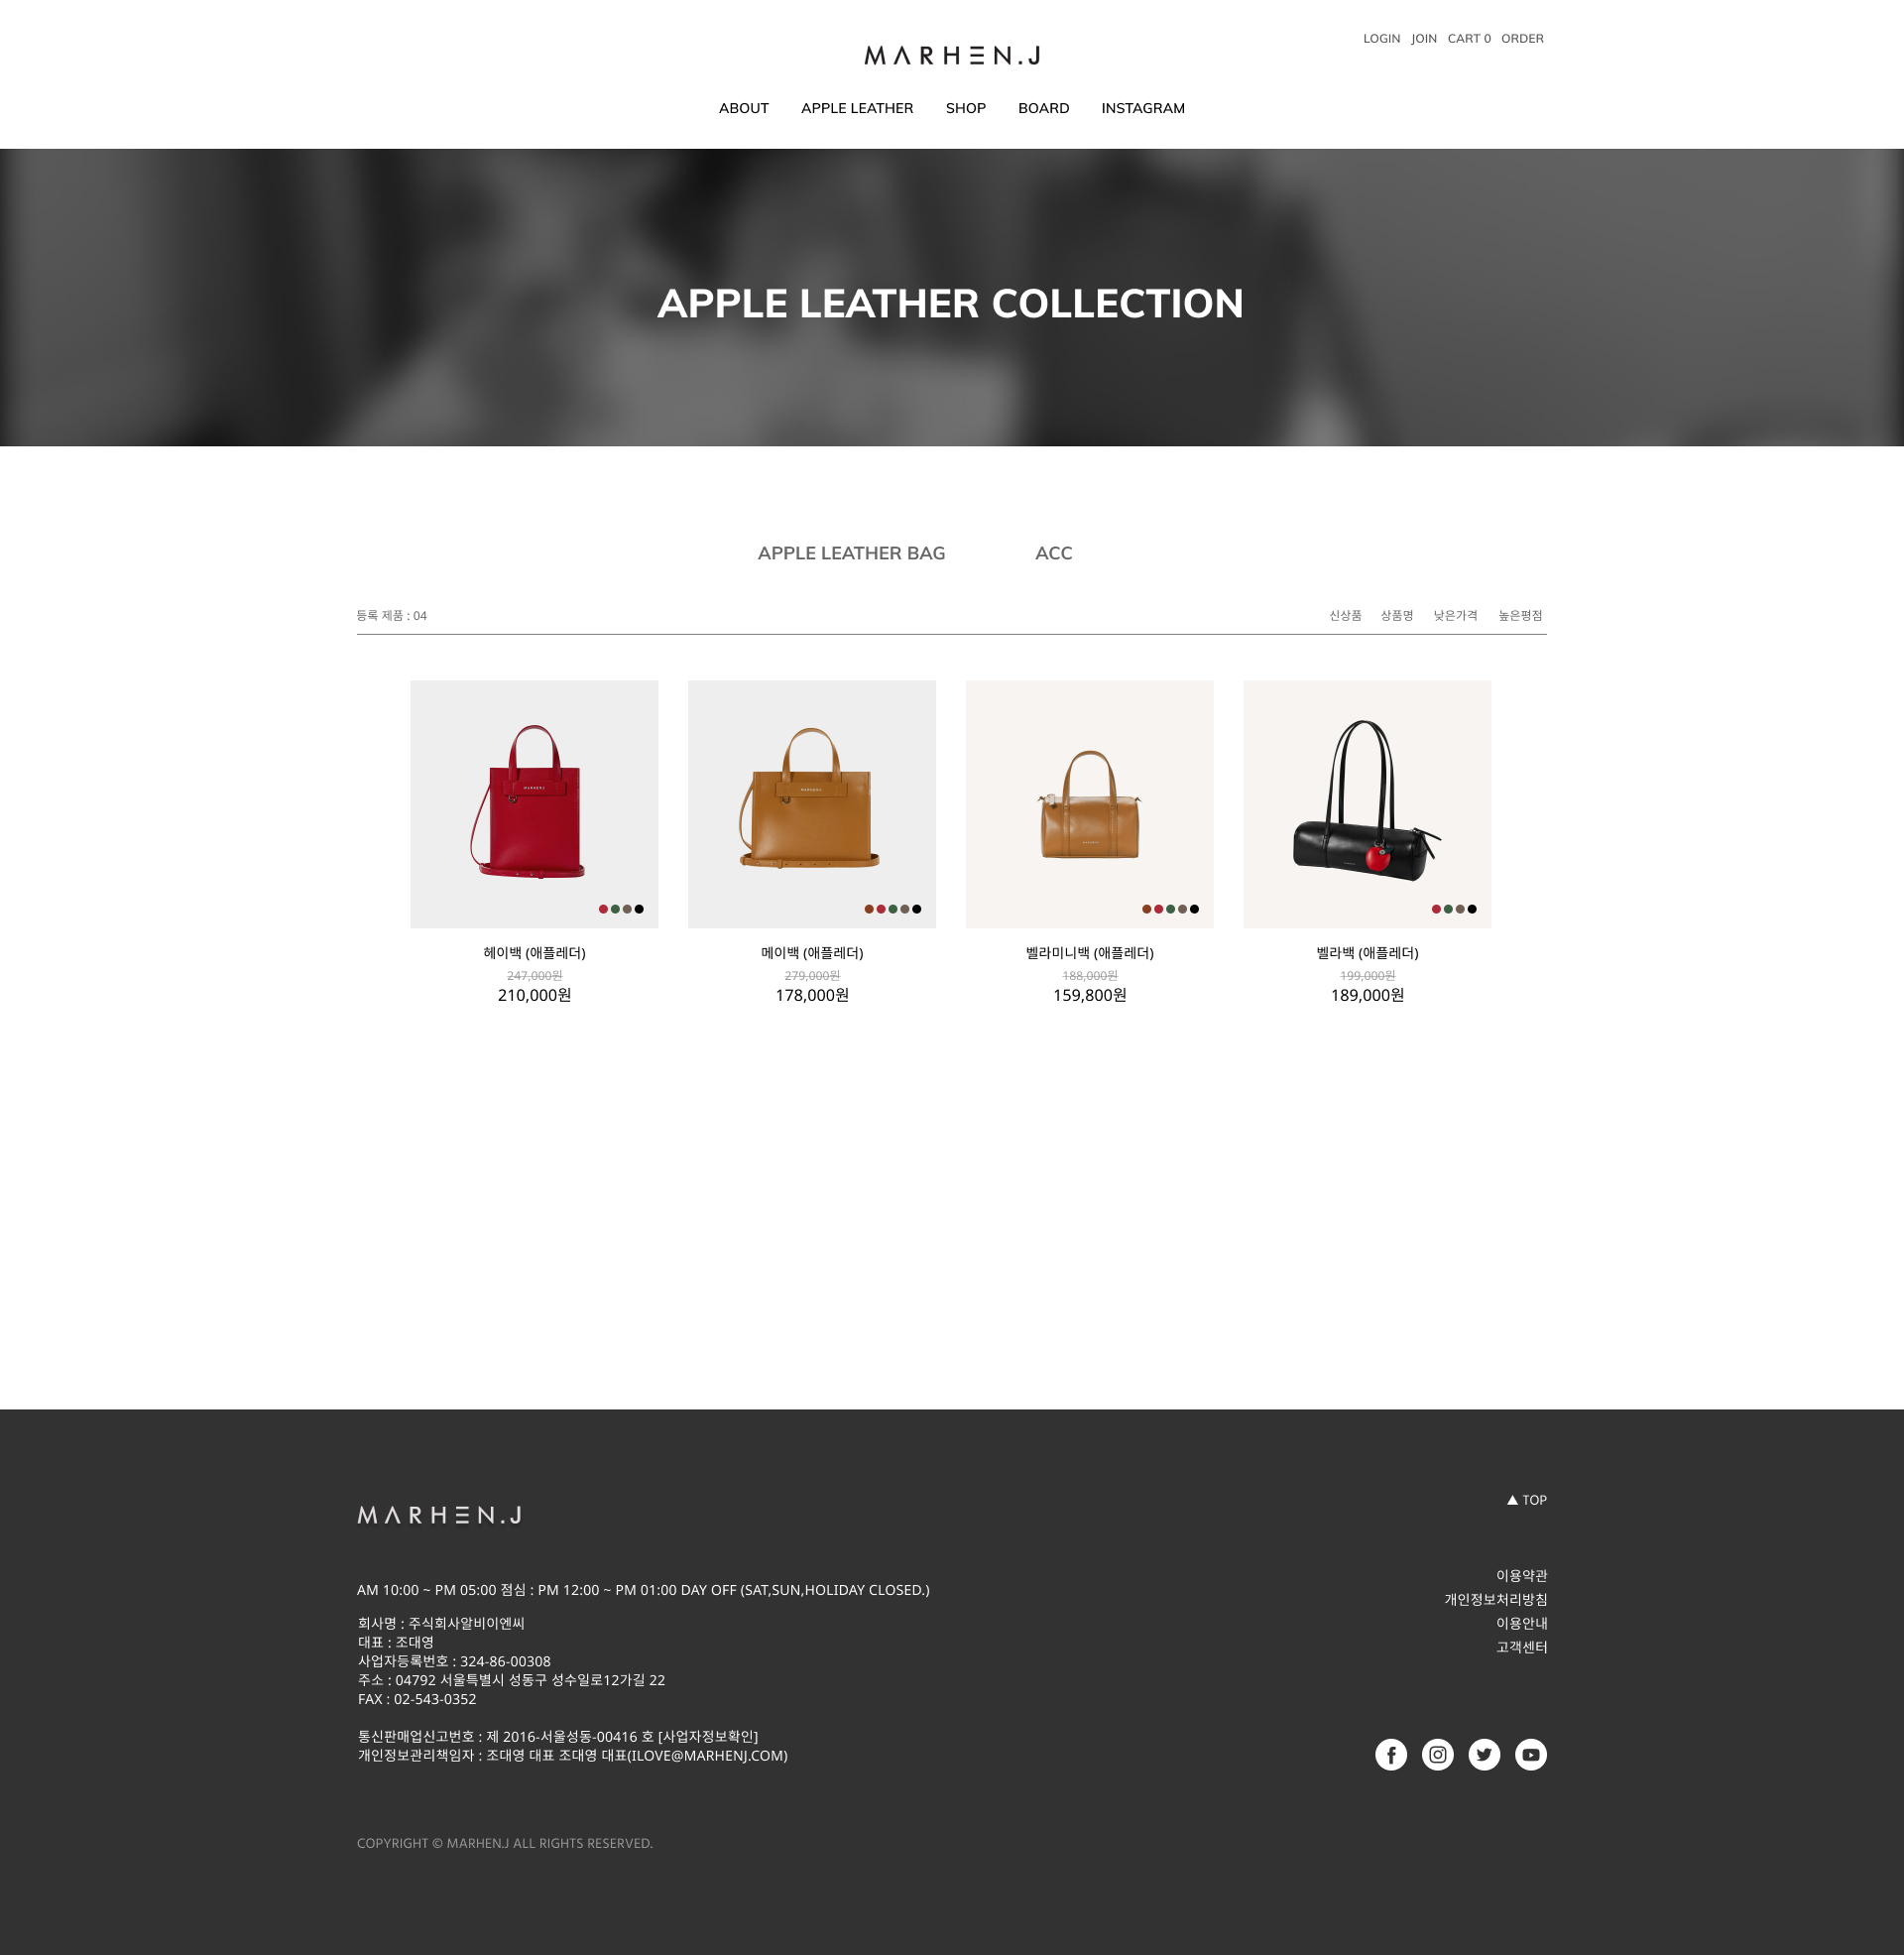 LOGIN JOIN CART 0 ORDER
MARHEN.J
ABOUT APPLE LEATHER SHOP BOARD INSTAGRAM
APPLE LEATHER COLLECTION
APPLE LEATHER BAG ACC
등록 제품 : 04 신상품 상품명 낮은가격 높은평점
헤이백 (애플레더)
247,000원
210,000원
메이백 (애플레더)
279,000원
178,000원
벨라미니백 (애플레더)
188,000원
159,800원
벨라백 (애플레더)
199,000원
189,000원
MARHEN.J
▲ TOP
AM 10:00 ~ PM 05:00 점심 : PM 12:00 ~ PM 01:00 DAY OFF (SAT,SUN,HOLIDAY CLOSED.)
회사명 : 주식회사알비이엔씨
대표 : 조대영
사업자등록번호 : 324-86-00308
주소 : 04792 서울특별시 성동구 성수일로12가길 22
FAX : 02-543-0352
통신판매업신고번호 : 제 2016-서울성동-00416 호 [사업자정보확인]
개인정보관리책임자 : 조대영 대표 조대영 대표(ILOVE@MARHENJ.COM)
이용약관
개인정보처리방침
이용안내
고객센터
COPYRIGHT © MARHEN.J ALL RIGHTS RESERVED.